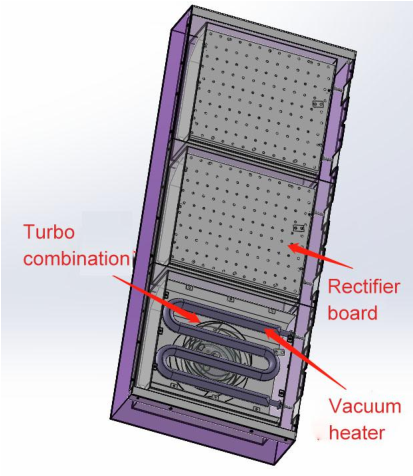 Turbo
combination
Rectifier
board
Vacuum
heater